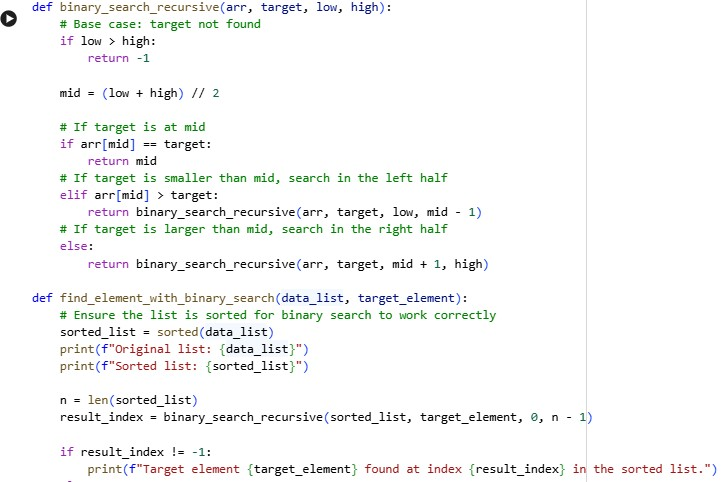 def binary_search_recursive(arr, target, low, high):
    # Base case: target not found
    if low > high:
        return -1

    mid = (low + high) // 2

    # If target is at mid
    if arr[mid] == target:
        return mid
    # If target is smaller than mid, search in the left half
    elif arr[mid] > target:
        return binary_search_recursive(arr, target, low, mid - 1)
    # If target is larger than mid, search in the right half
    else:
        return binary_search_recursive(arr, target, mid + 1, high)

def find_element_with_binary_search(data_list, target_element):
    # Ensure the list is sorted for binary search to work correctly
    sorted_list = sorted(data_list)
    print(f"Original list: {data_list}")
    print(f"Sorted list: {sorted_list}")

    n = len(sorted_list)
    result_index = binary_search_recursive(sorted_list, target_element, 0, n - 1)

    if result_index != -1:
        print(f"Target element {target_element} found at index {result_index} in the sorted list.")